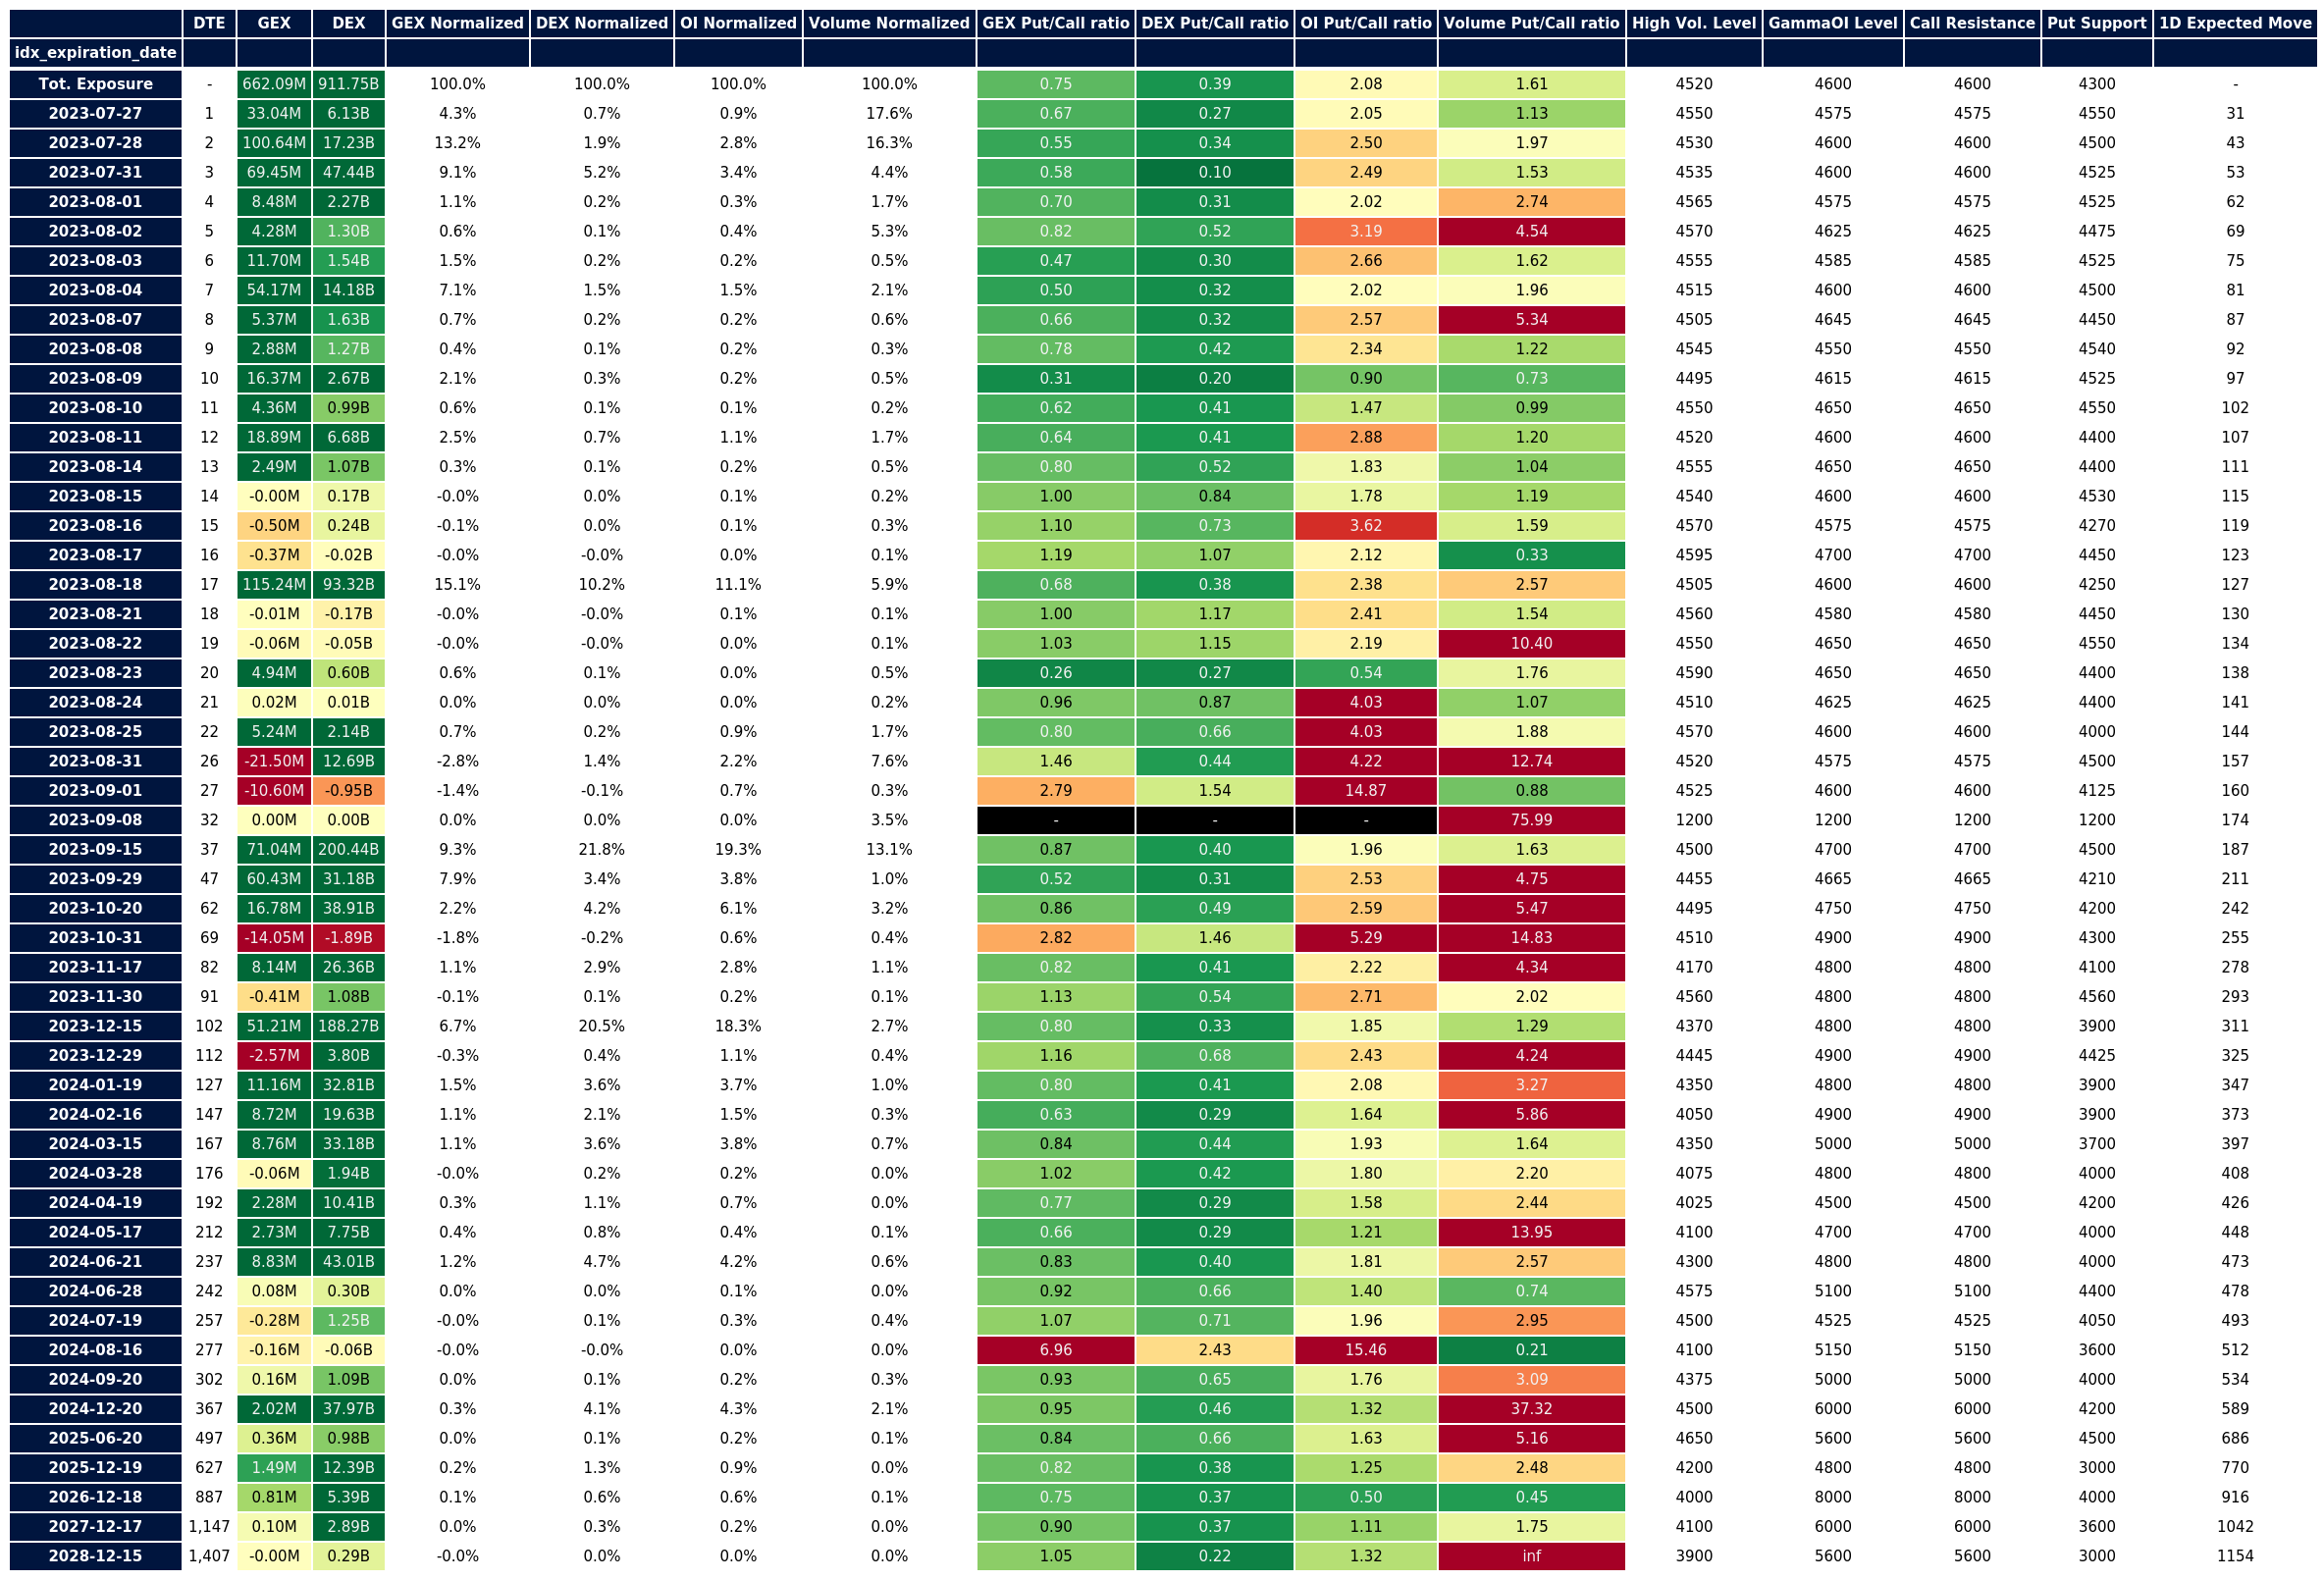 DTE GEX DEX GEX Normalized DEX Normalized OI Normalized Volume Normalized GEX Put/Call ratio DEX Put/Call ratio OI Put/Call ratio Volume Put/Call ratio High Vol. Level GammaOI Level Call Resistance Put Support 1D Expected Move
idx_expiration_date
Tot. Exposure - 662.09M 911.75B 100.0% 100.0% 100.0% 100.0% 0.75 0.39 2.08 1.61 4520 4600 4600 4300 -
2023-07-27 1 33.04M 6.13B 4.3% 0.7% 0.9% 17.6% 0.67 0.27 2.05 1.13 4550 4575 4575 4550 31
2023-07-28 2 100.64M 17.23B 13.2% 1.9% 2.8% 16.3% 0.55 0.34 2.50 1.97 4530 4600 4600 4500 43
2023-07-31 3 69.45M 47.44B 9.1% 5.2% 3.4% 4.4% 0.58 0.10 2.49 1.53 4535 4600 4600 4525 53
2023-08-01 4 8.48M 2.27B 1.1% 0.2% 0.3% 1.7% 0.70 0.31 2.02 2.74 4565 4575 4575 4525 62
2023-08-02 5 4.28M 1.30B 0.6% 0.1% 0.4% 5.3% 0.82 0.52 3.19 4.54 4570 4625 4625 4475 69
2023-08-03 6 11.70M 1.54B 1.5% 0.2% 0.2% 0.5% 0.47 0.30 2.66 1.62 4555 4585 4585 4525 75
2023-08-04 7 54.17M 14.18B 7.1% 1.5% 1.5% 2.1% 0.50 0.32 2.02 1.96 4515 4600 4600 4500 81
2023-08-07 8 5.37M 1.63B 0.7% 0.2% 0.2% 0.6% 0.66 0.32 2.57 5.34 4505 4645 4645 4450 87
2023-08-08 9 2.88M 1.27B 0.4% 0.1% 0.2% 0.3% 0.78 0.42 2.34 1.22 4545 4550 4550 4540 92
2023-08-09 10 16.37M 2.67B 2.1% 0.3% 0.2% 0.5% 0.31 0.20 0.90 0.73 4495 4615 4615 4525 97
2023-08-10 11 4.36M 0.99B 0.6% 0.1% 0.1% 0.2% 0.62 0.41 1.47 0.99 4550 4650 4650 4550 102
2023-08-11 12 18.89M 6.68B 2.5% 0.7% 1.1% 1.7% 0.64 0.41 2.88 1.20 4520 4600 4600 4400 107
2023-08-14 13 2.49M 1.07B 0.3% 0.1% 0.2% 0.5% 0.80 0.52 1.83 1.04 4555 4650 4650 4400 111
2023-08-15 14 -0.00M 0.17B -0.0% 0.0% 0.1% 0.2% 1.00 0.84 1.78 1.19 4540 4600 4600 4530 115
2023-08-16 15 -0.50M 0.24B -0.1% 0.0% 0.1% 0.3% 1.10 0.73 3.62 1.59 4570 4575 4575 4270 119
2023-08-17 16 -0.37M -0.02B -0.0% -0.0% 0.0% 0.1% 1.19 1.07 2.12 0.33 4595 4700 4700 4450 123
2023-08-18 17 115.24M 93.32B 15.1% 10.2% 11.1% 5.9% 0.68 0.38 2.38 2.57 4505 4600 4600 4250 127
2023-08-21 18 -0.01M -0.17B -0.0% -0.0% 0.1% 0.1% 1.00 1.17 2.41 1.54 4560 4580 4580 4450 130
2023-08-22 19 -0.06M -0.05B -0.0% -0.0% 0.0% 0.1% 1.03 1.15 2.19 10.40 4550 4650 4650 4550 134
2023-08-23 20 4.94M 0.60B 0.6% 0.1% 0.0% 0.5% 0.26 0.27 0.54 1.76 4590 4650 4650 4400 138
2023-08-24 21 0.02M 0.01B 0.0% 0.0% 0.0% 0.2% 0.96 0.87 4.03 1.07 4510 4625 4625 4400 141
2023-08-25 22 5.24M 2.14B 0.7% 0.2% 0.9% 1.7% 0.80 0.66 4.03 1.88 4570 4600 4600 4000 144
2023-08-31 26 -21.50M 12.69B -2.8% 1.4% 2.2% 7.6% 1.46 0.44 4.22 12.74 4520 4575 4575 4500 157
2023-09-01 27 -10.60M -0.95B -1.4% -0.1% 0.7% 0.3% 2.79 1.54 14.87 0.88 4525 4600 4600 4125 160
2023-09-08 32 0.00M 0.00B 0.0% 0.0% 0.0% 3.5% - - - 75.99 1200 1200 1200 1200 174
2023-09-15 37 71.04M 200.44B 9.3% 21.8% 19.3% 13.1% 0.87 0.40 1.96 1.63 4500 4700 4700 4500 187
2023-09-29 47 60.43M 31.18B 7.9% 3.4% 3.8% 1.0% 0.52 0.31 2.53 4.75 4455 4665 4665 4210 211
2023-10-20 62 16.78M 38.91B 2.2% 4.2% 6.1% 3.2% 0.86 0.49 2.59 5.47 4495 4750 4750 4200 242
2023-10-31 69 -14.05M -1.89B -1.8% -0.2% 0.6% 0.4% 2.82 1.46 5.29 14.83 4510 4900 4900 4300 255
2023-11-17 82 8.14M 26.36B 1.1% 2.9% 2.8% 1.1% 0.82 0.41 2.22 4.34 4170 4800 4800 4100 278
2023-11-30 91 -0.41M 1.08B -0.1% 0.1% 0.2% 0.1% 1.13 0.54 2.71 2.02 4560 4800 4800 4560 293
2023-12-15 102 51.21M 188.27B 6.7% 20.5% 18.3% 2.7% 0.80 0.33 1.85 1.29 4370 4800 4800 3900 311
2023-12-29 112 -2.57M 3.80B -0.3% 0.4% 1.1% 0.4% 1.16 0.68 2.43 4.24 4445 4900 4900 4425 325
2024-01-19 127 11.16M 32.81B 1.5% 3.6% 3.7% 1.0% 0.80 0.41 2.08 3.27 4350 4800 4800 3900 347
2024-02-16 147 8.72M 19.63B 1.1% 2.1% 1.5% 0.3% 0.63 0.29 1.64 5.86 4050 4900 4900 3900 373
2024-03-15 167 8.76M 33.18B 1.1% 3.6% 3.8% 0.7% 0.84 0.44 1.93 1.64 4350 5000 5000 3700 397
2024-03-28 176 -0.06M 1.94B -0.0% 0.2% 0.2% 0.0% 1.02 0.42 1.80 2.20 4075 4800 4800 4000 408
2024-04-19 192 2.28M 10.41B 0.3% 1.1% 0.7% 0.0% 0.77 0.29 1.58 2.44 4025 4500 4500 4200 426
2024-05-17 212 2.73M 7.75B 0.4% 0.8% 0.4% 0.1% 0.66 0.29 1.21 13.95 4100 4700 4700 4000 448
2024-06-21 237 8.83M 43.01B 1.2% 4.7% 4.2% 0.6% 0.83 0.40 1.81 2.57 4300 4800 4800 4000 473
2024-06-28 242 0.08M 0.30B 0.0% 0.0% 0.1% 0.0% 0.92 0.66 1.40 0.74 4575 5100 5100 4400 478
2024-07-19 257 -0.28M 1.25B -0.0% 0.1% 0.3% 0.4% 1.07 0.71 1.96 2.95 4500 4525 4525 4050 493
2024-08-16 277 -0.16M -0.06B -0.0% -0.0% 0.0% 0.0% 6.96 2.43 15.46 0.21 4100 5150 5150 3600 512
2024-09-20 302 0.16M 1.09B 0.0% 0.1% 0.2% 0.3% 0.93 0.65 1.76 3.09 4375 5000 5000 4000 534
2024-12-20 367 2.02M 37.97B 0.3% 4.1% 4.3% 2.1% 0.95 0.46 1.32 37.32 4500 6000 6000 4200 589
2025-06-20 497 0.36M 0.98B 0.0% 0.1% 0.2% 0.1% 0.84 0.66 1.63 5.16 4650 5600 5600 4500 686
2025-12-19 627 1.49M 12.39B 0.2% 1.3% 0.9% 0.0% 0.82 0.38 1.25 2.48 4200 4800 4800 3000 770
2026-12-18 887 0.81M 5.39B 0.1% 0.6% 0.6% 0.1% 0.75 0.37 0.50 0.45 4000 8000 8000 4000 916
2027-12-17 1,147 0.10M 2.89B 0.0% 0.3% 0.2% 0.0% 0.90 0.37 1.11 1.75 4100 6000 6000 3600 1042
2028-12-15 1,407 -0.00M 0.29B -0.0% 0.0% 0.0% 0.0% 1.05 0.22 1.32 inf 3900 5600 5600 3000 1154